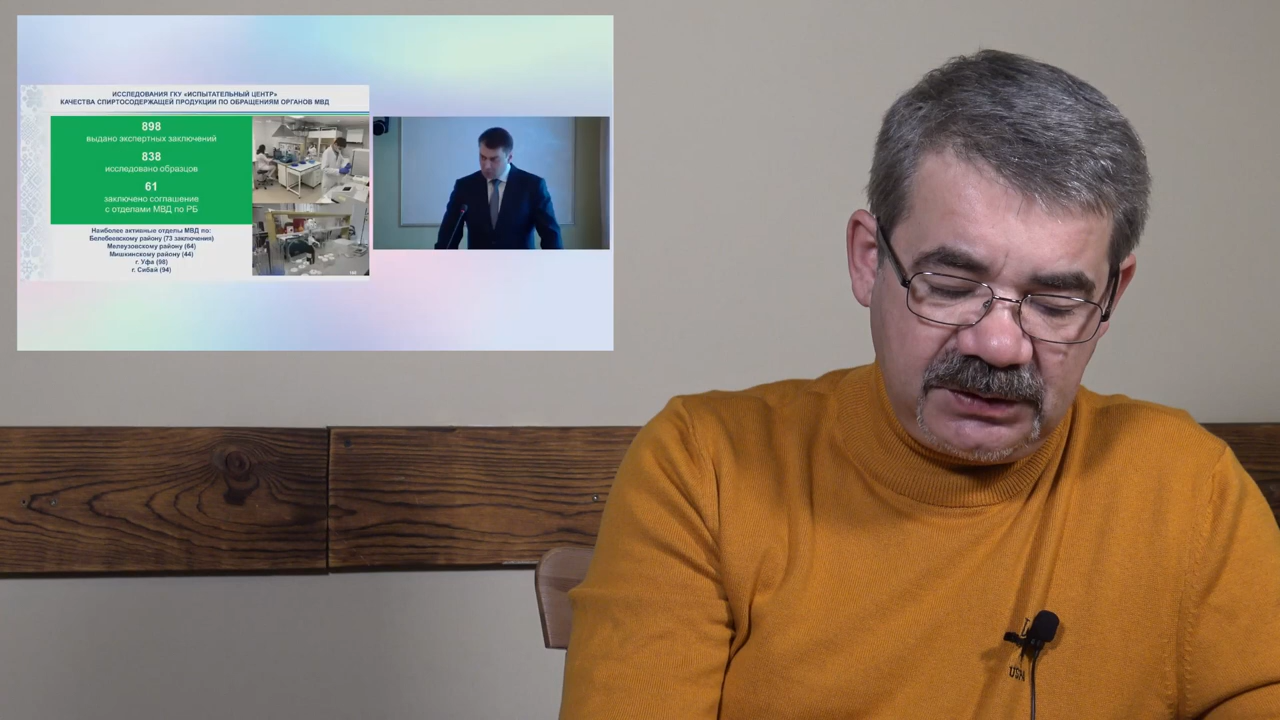 ИССЛЕДОВАНИЯ ГКУ «ИСПЫТАТЕЛЬНЫЙ ЦЕНТР»
КАЧЕСТВА СПИРТОСОДЕРЖАЩЕЙ ПРОДУКЦИИ ПО ОБРАЩЕНИЯМ ОРГАНОВ МВД
898
выдано экспертных заключений
838
исследовано образцов
61
заключено соглашение
с отделами МВД по РБ
Наиболее активные отделы МВД по:
Белебеевскому району (73 заключения)
Мелеузовскому району (64)
Мишкинскому району (44)
г. Уфа (98)
г. Сибай (94)